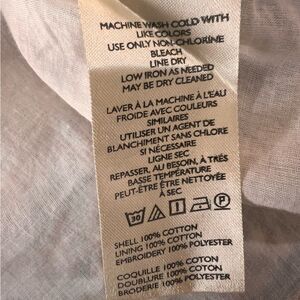 MACHINE WASH COLD WITH
LIKE COLORS
USE ONLY NON-CHLORINE
BLEACH
LINE DRY
LOW IRON AS NEEDED
MAY BE DRY CLEANED
LAVER À LA MACHINE À L'EAU
FROIDE AVEC COULEURS
SIMILAIRES
UTILISER UN AGENT DE
BLANCHIMENT SANS CHLORE
SI NÉCESSAIRE
LIGNE SEC
REPASSER, AU BESOIN, À TRÈS
BASSE TEMPÉRATURE
PEUT-ÊTRE ÊTRE NETTOYÉE
À SEC
30 P
SHELL 100% COTTON
LINING 100% COTTON
EMBROIDERY 100% POLYESTER
COQUILLE 100% COTON
DOUBLURE 100% COTON
BRODERIE 100% POLYESTER